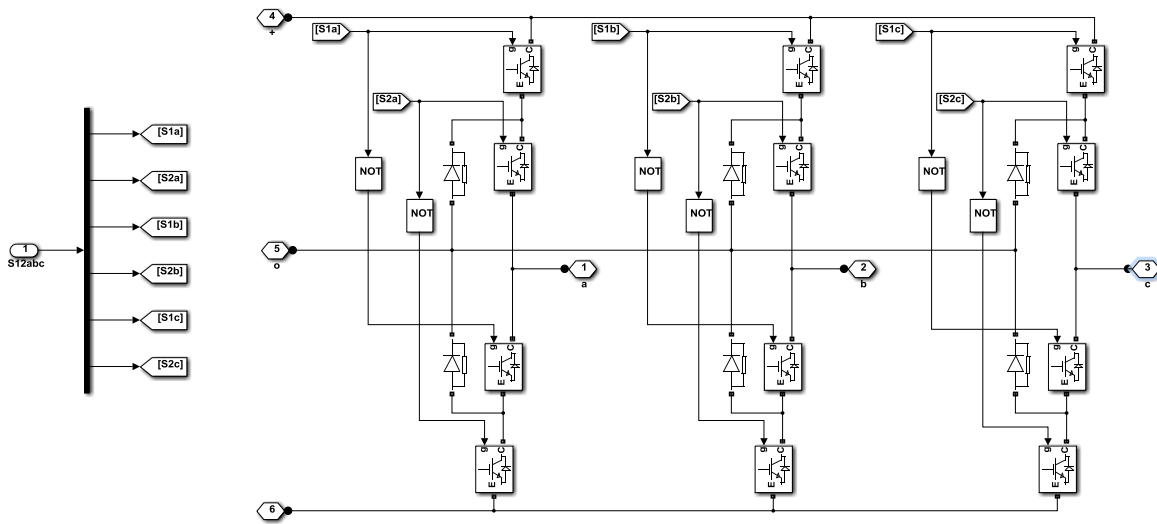 4
+
[S1a]
[S1b]
[S1c]
g C
E
g C
E
g C
E
[S2a]
[S2b]
[S2c]
[S1a]
[S2a]
[S1b]
[S2b]
[S1c]
[S2c]
g C
E
g C
E
g C
E
NOT
NOT
NOT
NOT
NOT
NOT
1
S12abc
5
o
1
a
2
b
3
c
g C
E
g C
E
g C
E
g C
E
g C
E
g C
E
6